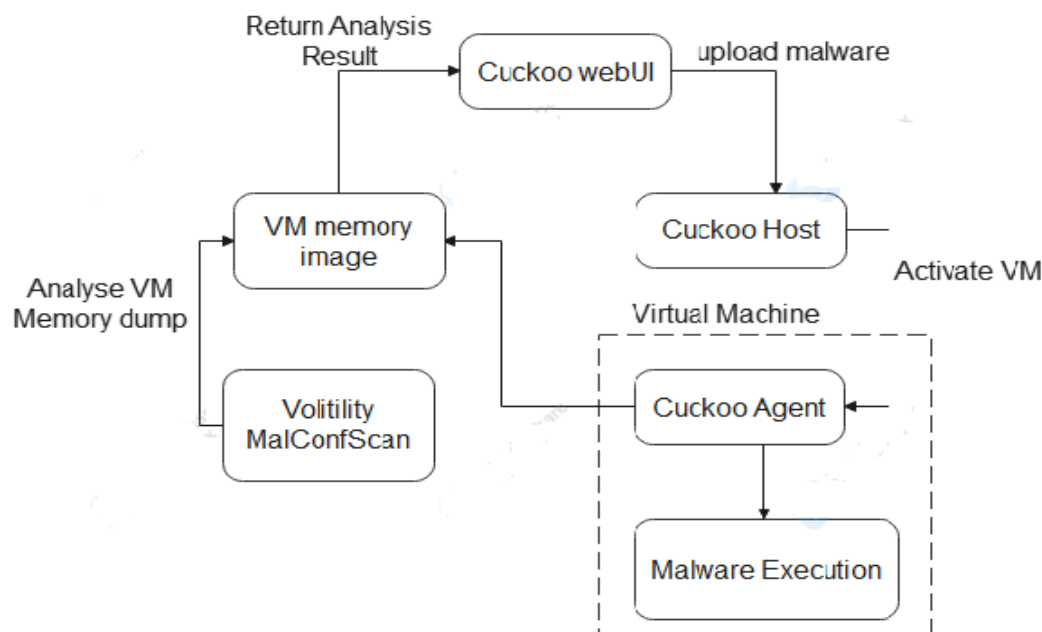 Return Analysis
Result
Cuckoo webUI
upload malware
VM memory
image
Cuckoo Host
Activate VM
Analyse VM
Memory dump
Virtual Machine
Volitility
MalConfScan
Cuckoo Agent
Malware Execution